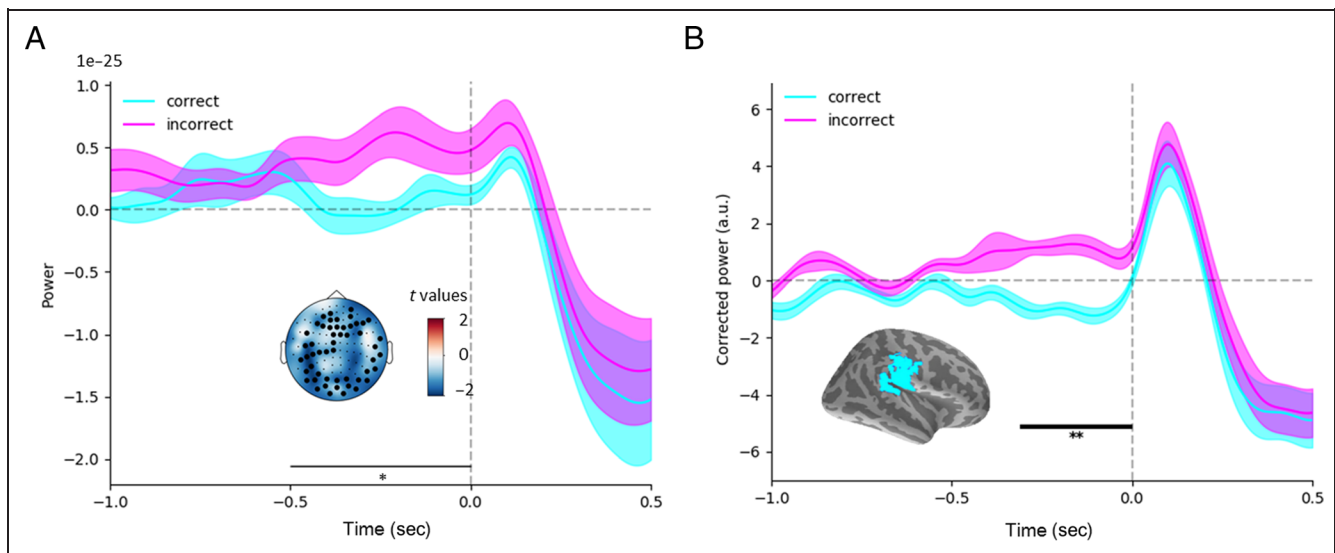 A
1e−25
correct
incorrect
1.0
0.5
0.0
−0.5
−1.0
−1.5
−2.0
Power
t values
2
0
−2
*
−1.0
−0.5
0.0
0.5
Time (sec)
B
correct
incorrect
6
4
2
0
−2
−4
−6
Corrected power (a.u.)
**
−1.0
−0.5
0.0
0.5
Time (sec)